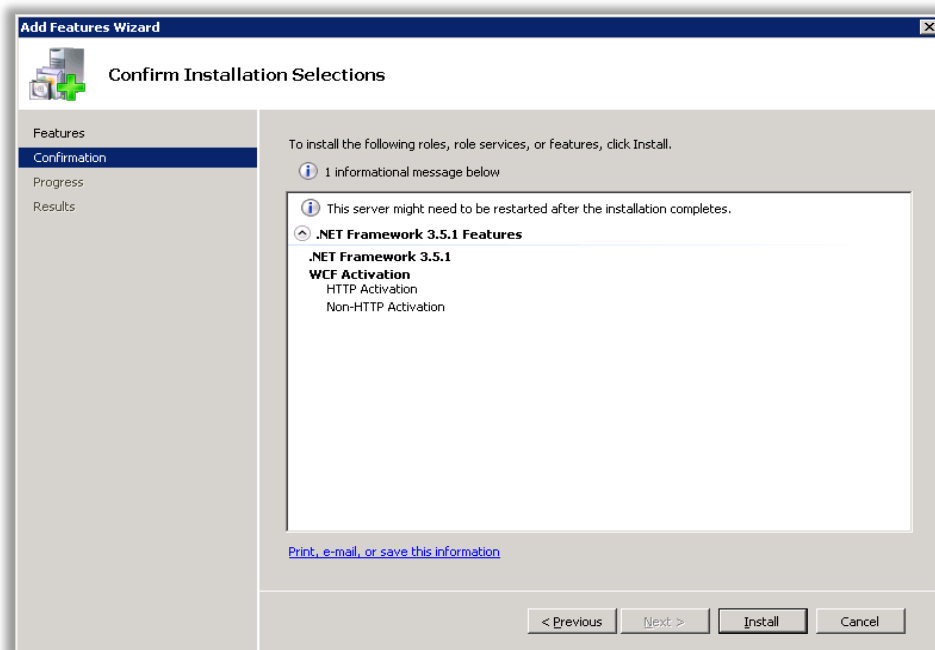 Add Features Wizard
Confirm Installation Selections
Features
Confirmation
Progress
Results
To install the following roles, role services, or features, click Install.
1 informational message below
This server might need to be restarted after the installation completes.
.NET Framework 3.5.1 Features
.NET Framework 3.5.1
WCF Activation
HTTP Activation
Non-HTTP Activation
Print, e-mail, or save this information
< Previous Next > Install Cancel